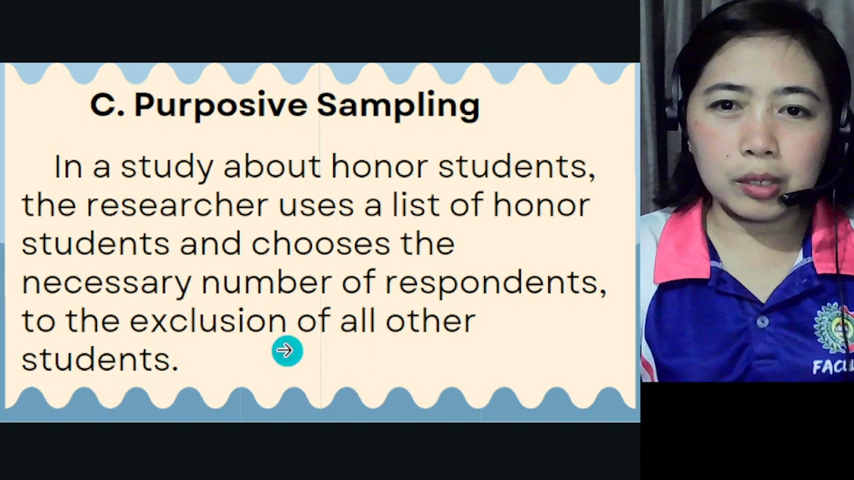 C. Purposive Sampling
In a study about honor students,
the researcher uses a list of honor
students and chooses the
necessary number of respondents,
to the exclusion of all other
students.